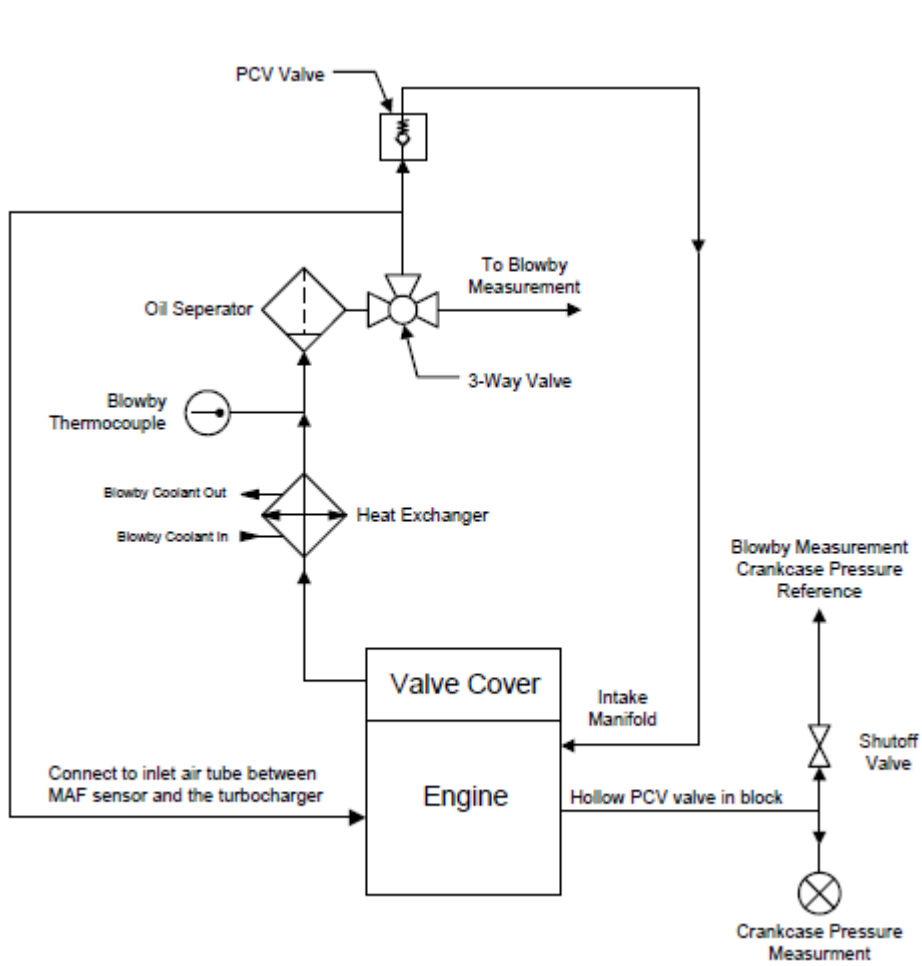 PCV Valve
To Blowby
Measurement
Oil Seperator
3-Way Valve
Blowby
Thermocouple
Blowby Coolant Out
Heat Exchanger
Blowby Coolant In
Blowby Measurement
Crankcase Pressure
Reference
Valve Cover
Intake
Manifold
Shutoff
Valve
Connect to inlet air tube between
MAF sensor and the turbocharger
Engine
Hollow PCV valve in block
Crankcase Pressure
Measurment